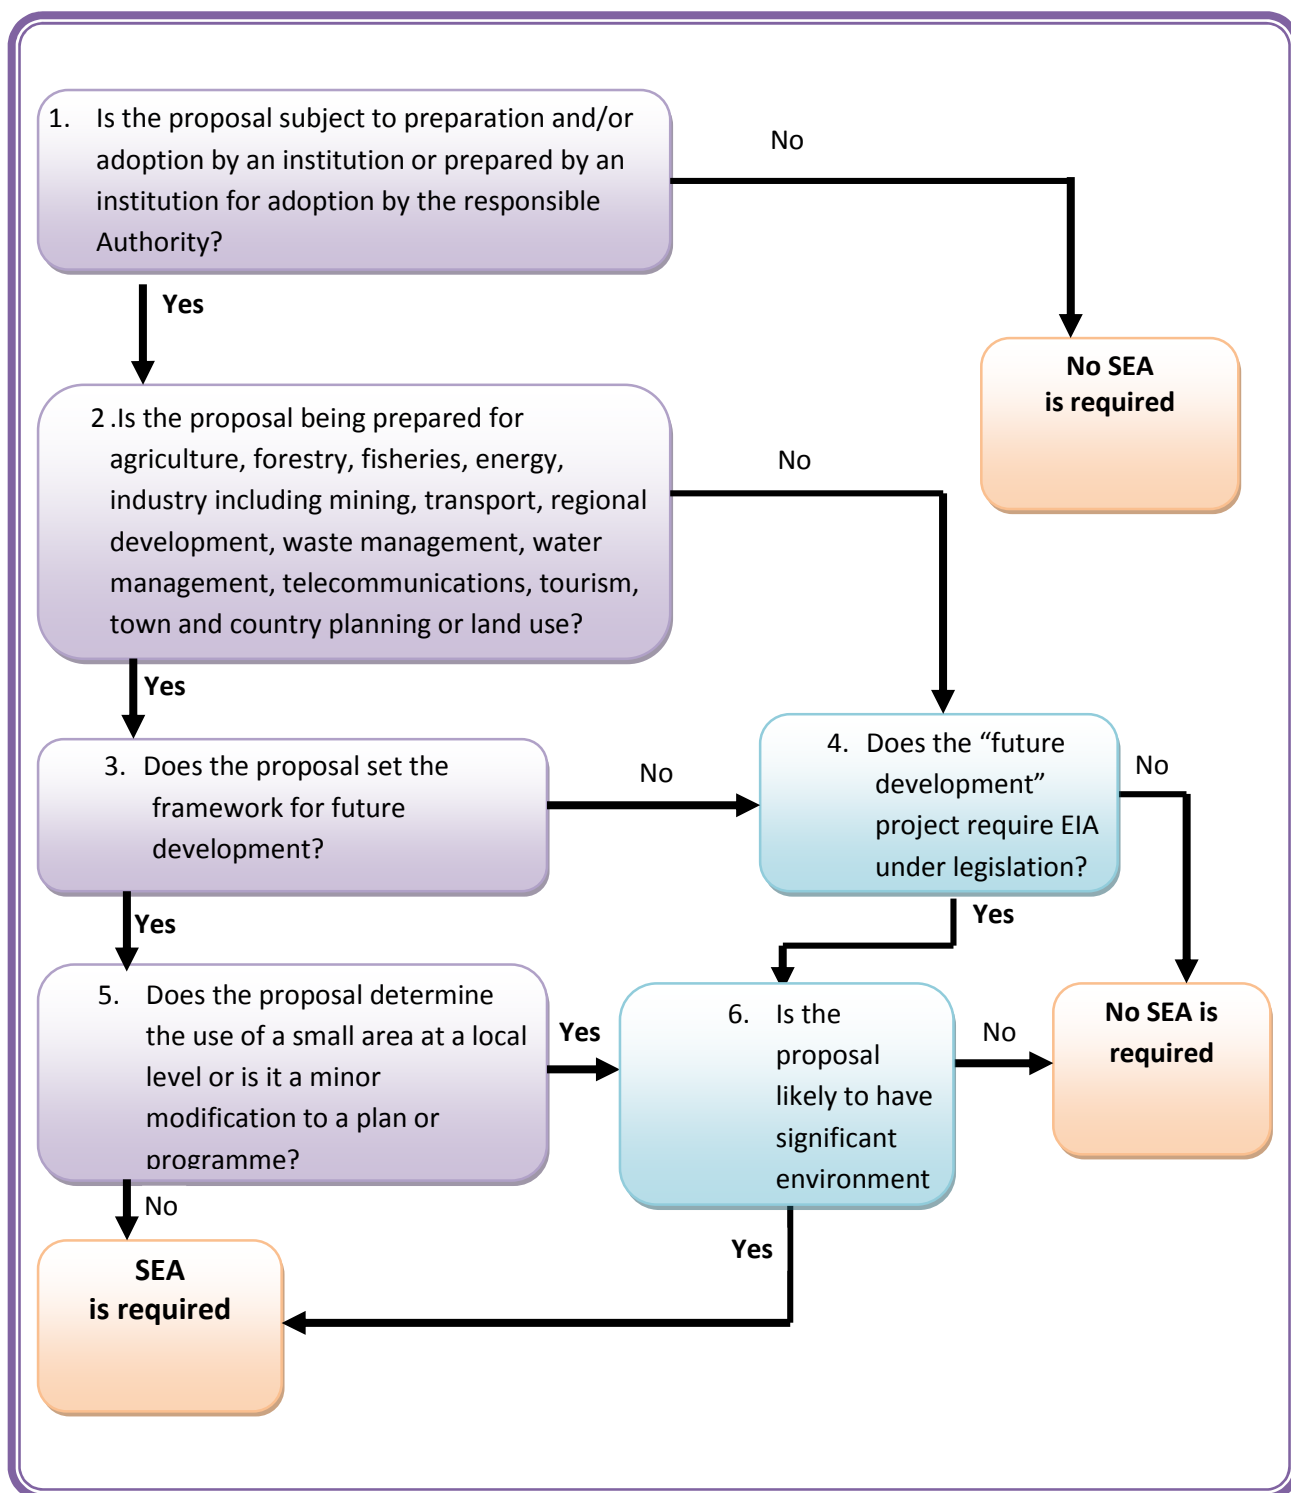 1. Is the proposal subject to preparation and/or
adoption by an institution or prepared by an
institution for adoption by the responsible
Authority?
No
Yes
No SEA
is required
2 .Is the proposal being prepared for
agriculture, forestry, fisheries, energy,
industry including mining, transport, regional
development, waste management, water
management, telecommunications, tourism,
town and country planning or land use?
No
Yes
3. Does the proposal set the
framework for future
development?
No
4. Does the “future
development”
project require EIA
under legislation?
No
Yes
Yes
5. Does the proposal determine
the use of a small area at a local
level or is it a minor
modification to a plan or
programme?
Yes
6. Is the
proposal
likely to have
significant
environment
No
No SEA is
required
No
Yes
SEA
is required